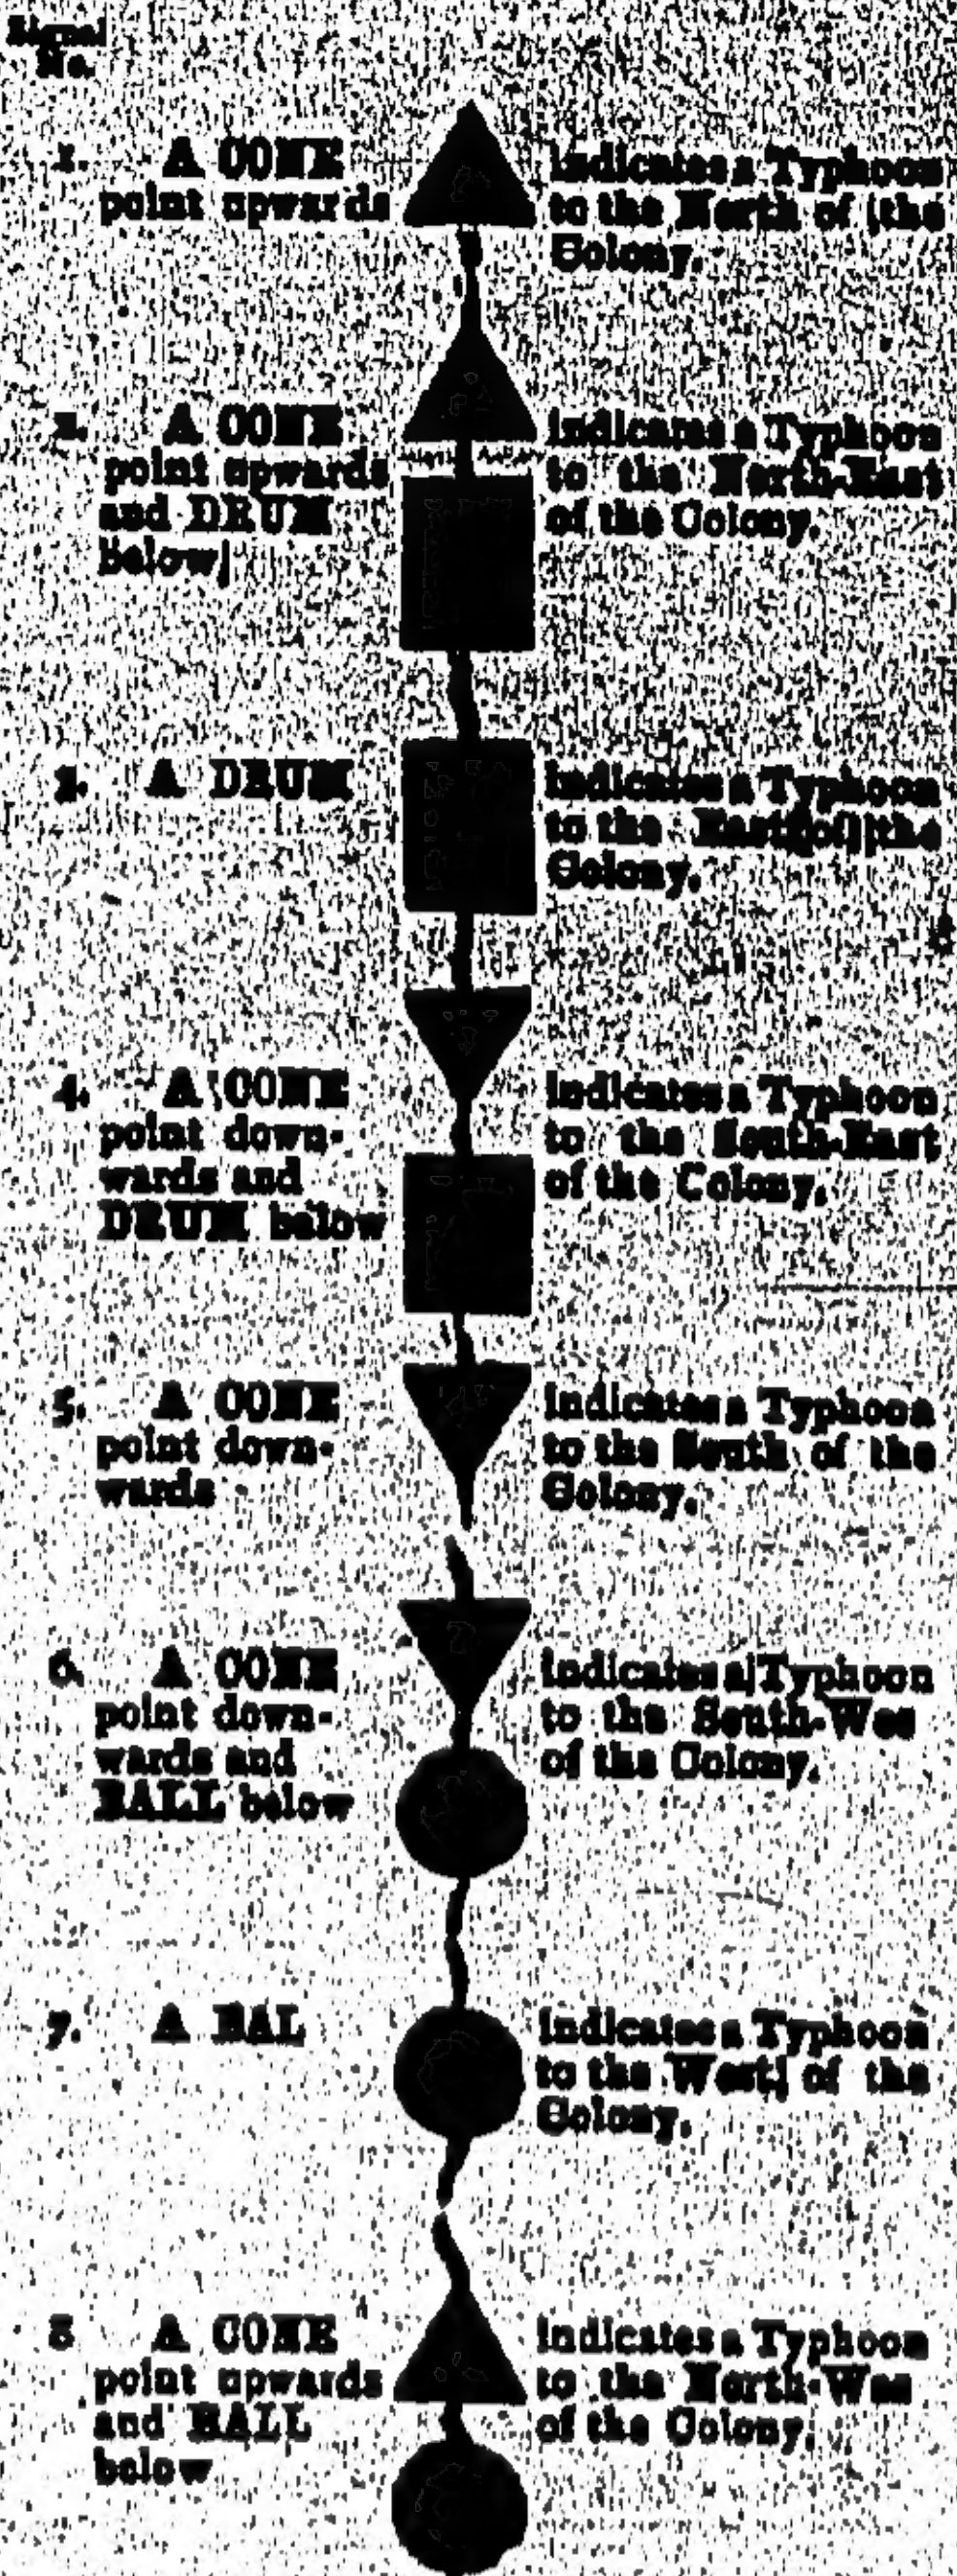 Signal
No.
1. A CONE
point upwards
indicates a Typhoon
to the North of the
Colony.
2. A CONE
point upwards
and DRUM
below
indicates a Typhoon
to the North-East
of the Colony.
3. A DRUM
indicates a Typhoon
to the East of the
Colony.
4. A CONE
point down-
wards and
DRUM below
indicates a Typhoon
to the South-East
of the Colony.
5. A CONE
point down-
wards
indicates a Typhoon
to the South of the
Colony.
6. A CONE
point down-
wards and
BALL below
indicates a Typhoon
to the South-Wes
of the Colony.
7. A BAL
indicates a Typhoon
to the West of the
Colony.
8 A CONE
point upwards
and BALL
below
indicates a Typhoon
to the North-Wes
of the Colony.